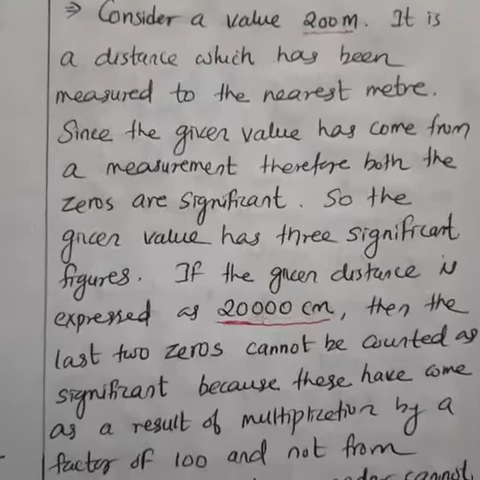 ⇒ Consider a value 200m. It is
a distance which has been
measured to the nearest metre.
Since the given value has come from
a measurement therefore both the
zeros are significant. So the
given value has three significant
figures. If the given distance is
expressed as 20000 cm, then the
last two zeros cannot be counted as
significant because these have come
as a result of multiplication by a
factor of 100 and not from
cannot